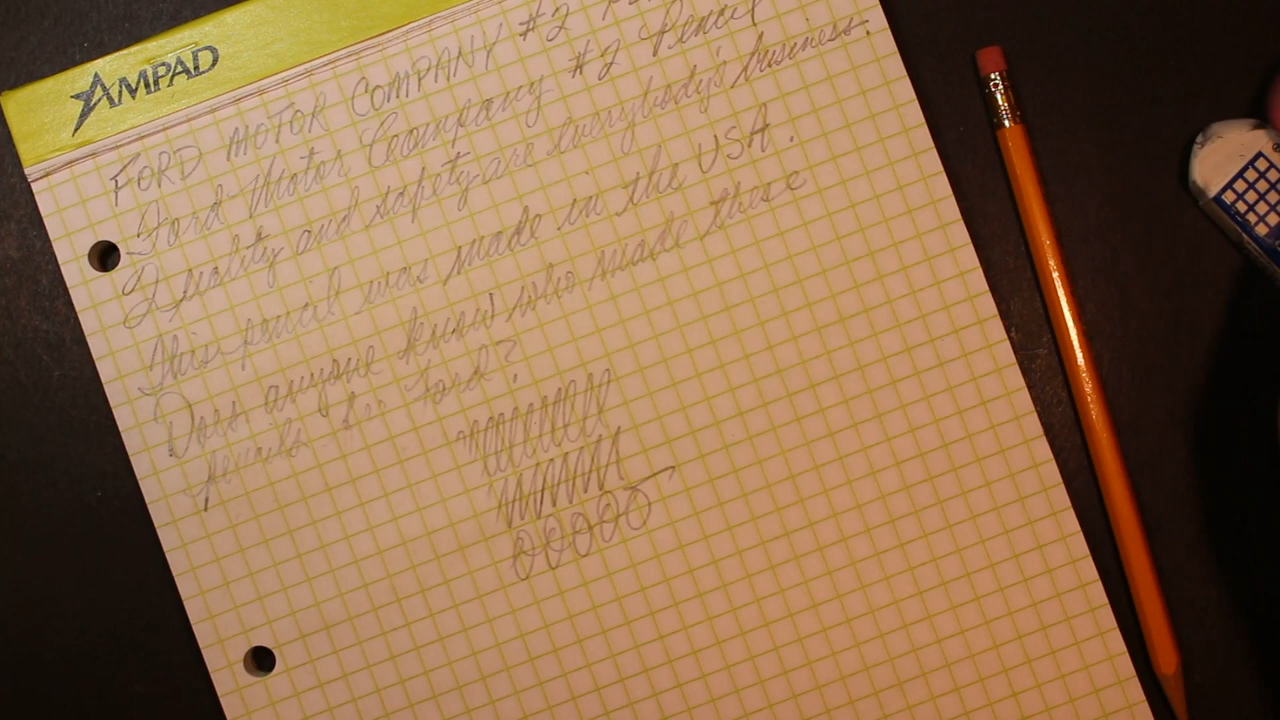 AMPAD
FORD MOTOR COMPANY #2
Ford Motor Company #2 Pencil
Quality and safety are everybody's business.
This pencil was made in the USA.
Does anyone know who made these
pencils for Ford?